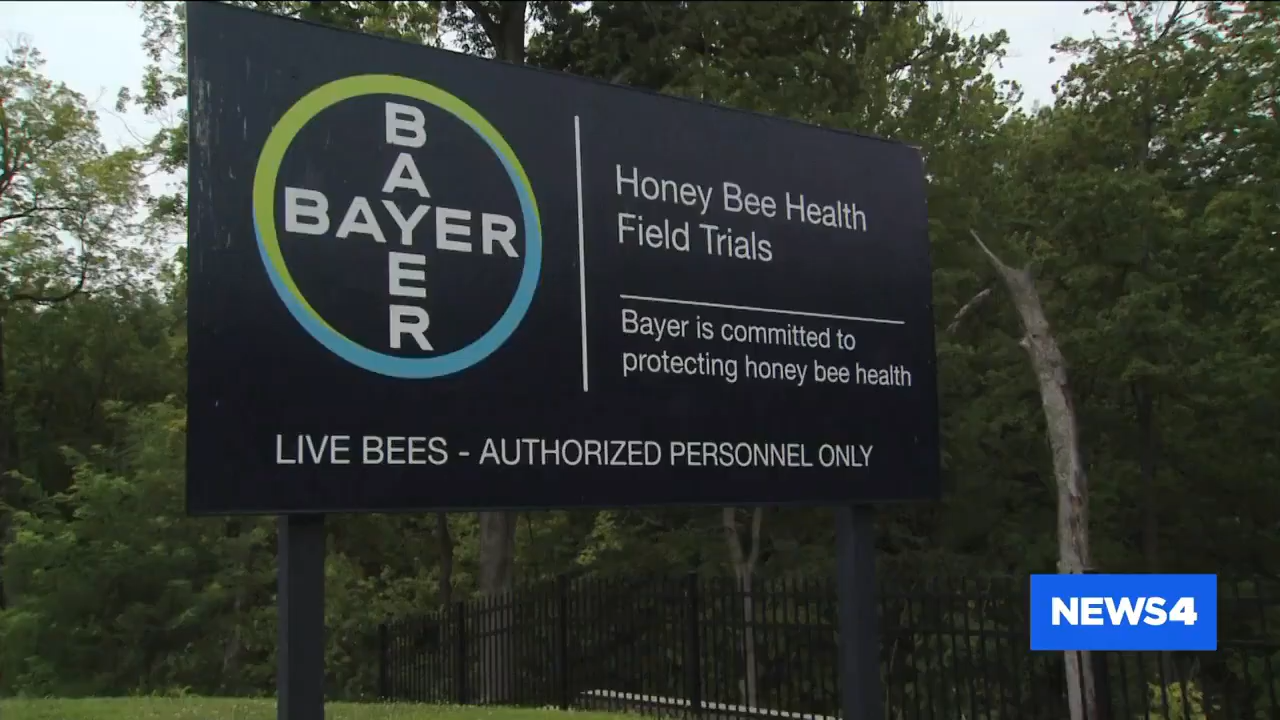 BAYER
BAYER
Honey Bee Health
Field Trials
Bayer is committed to
protecting honey bee health
LIVE BEES - AUTHORIZED PERSONNEL ONLY
NEWS4